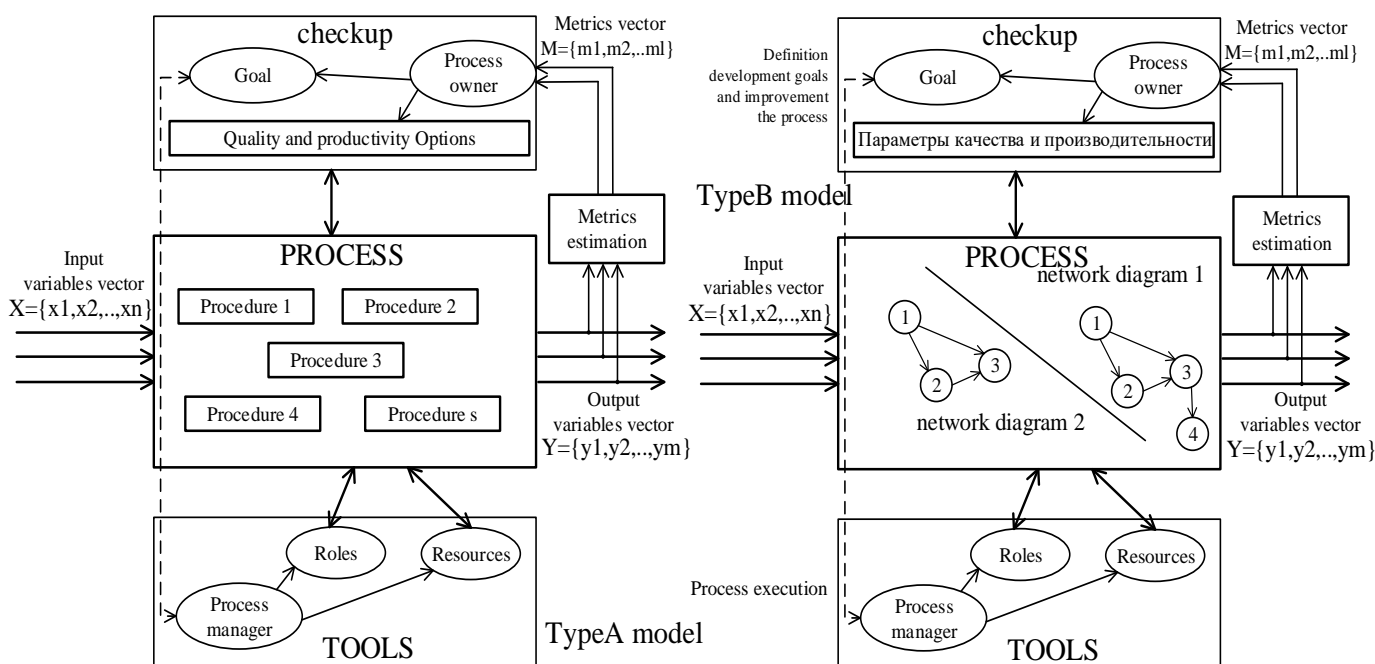 checkup
Goal
Process
owner
Quality and productivity Options
Metrics vector
M={m1,m2,..ml}
Metrics
estimation
Input
variables vector
X={x1,x2,..,xn}
PROCESS
Procedure 1
Procedure 2
Procedure 3
Procedure 4
Procedure s
Output
variables vector
Y={y1,y2,..,ym}
Roles
Resources
Process
manager
TOOLS
TypeA model
Definition
development goals
and improvement
the process
checkup
Goal
Process
owner
Параметры качества и производительности
Metrics vector
M={m1,m2,..ml}
TypeB model
Metrics
estimation
Input
variables vector
X={x1,x2,..,xn}
PROCESS
network diagram 1
1
2
3
1
2
3
4
network diagram 2
Output
variables vector
Y={y1,y2,..,ym}
Process execution
Roles
Resources
Process
manager
TOOLS